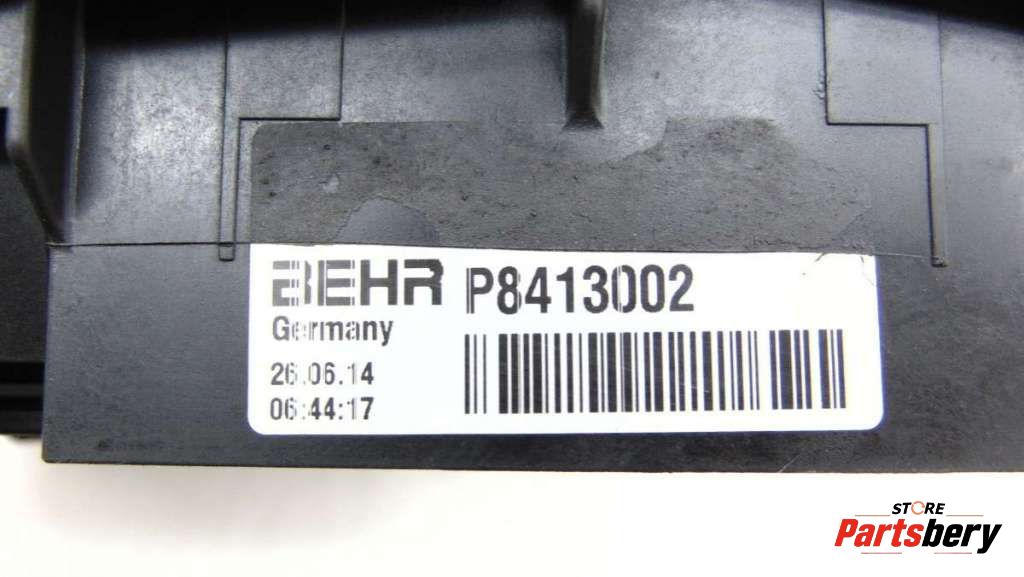 BEHR P8413002
Germany
26.06.14
06:44:17
STORE
Partsbery